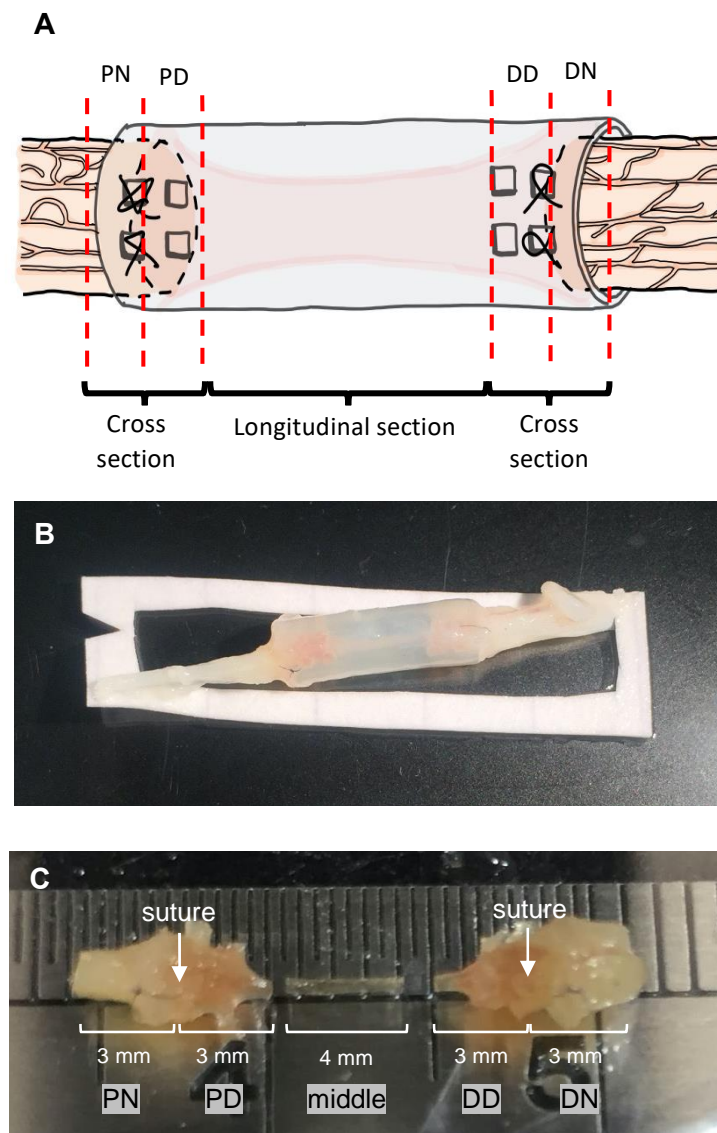 A
PN PD DD DN
Cross section Longitudinal section Cross section
B
C
suture suture
3 mm 3 mm 4 mm 3 mm 3 mm
PN PD middle DD DN